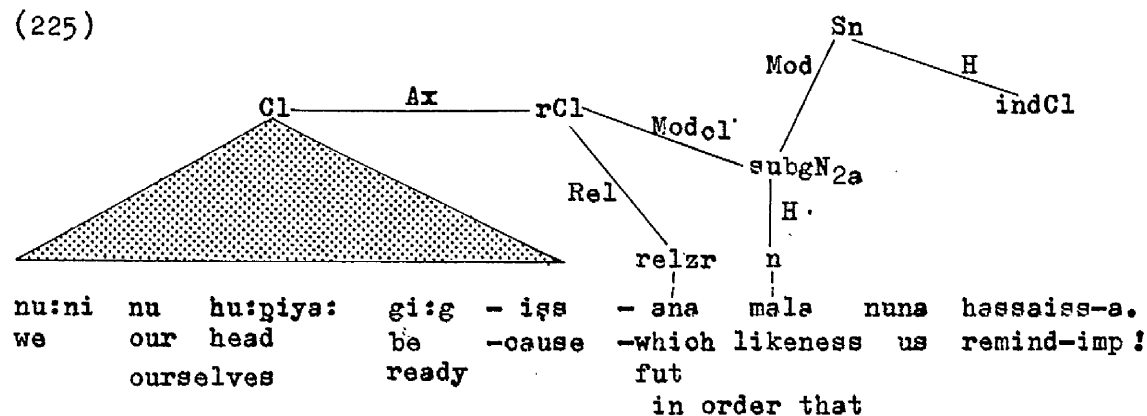 (225)
Sn
Mod H
Cl Ax rCl indCl
Modcl
subgN2a
Rel
H
relzr n
nu:ni nu hu:piya: gi:g - iss - ana mala nuna hassaiss-a.
we our head be -cause -which likeness us remind-imp!
ourselves ready fut
in order that